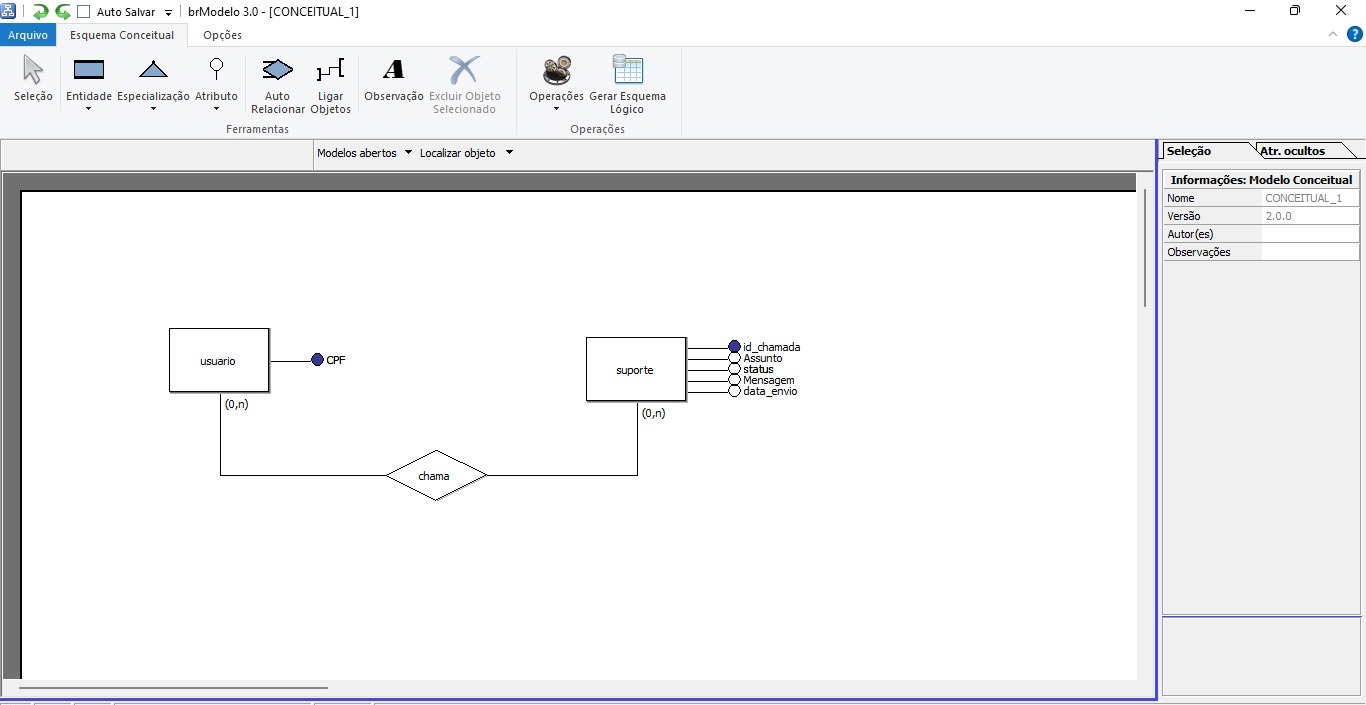 Auto Salvar
brModelo 3.0 - [CONCEITUAL_1]
Arquivo
Esquema Conceitual
Opções
?
Seleção
Entidade
Especialização
Atributo
Auto
Relacionar
Ligar
Objetos
A
Observação
Excluir Objeto
Selecionado
Ferramentas
Operações
Gerar Esquema
Lógico
Operações
Modelos abertos
Localizar objeto
Seleção
Atr. ocultos
Informações: Modelo Conceitual
Nome CONCEITUAL_1
Versão 2.0.0
Autor(es)
Observações
usuario
CPF
(0,n)
suporte
id_chamada
Assunto
status
Mensagem
data_envio
(0,n)
chama